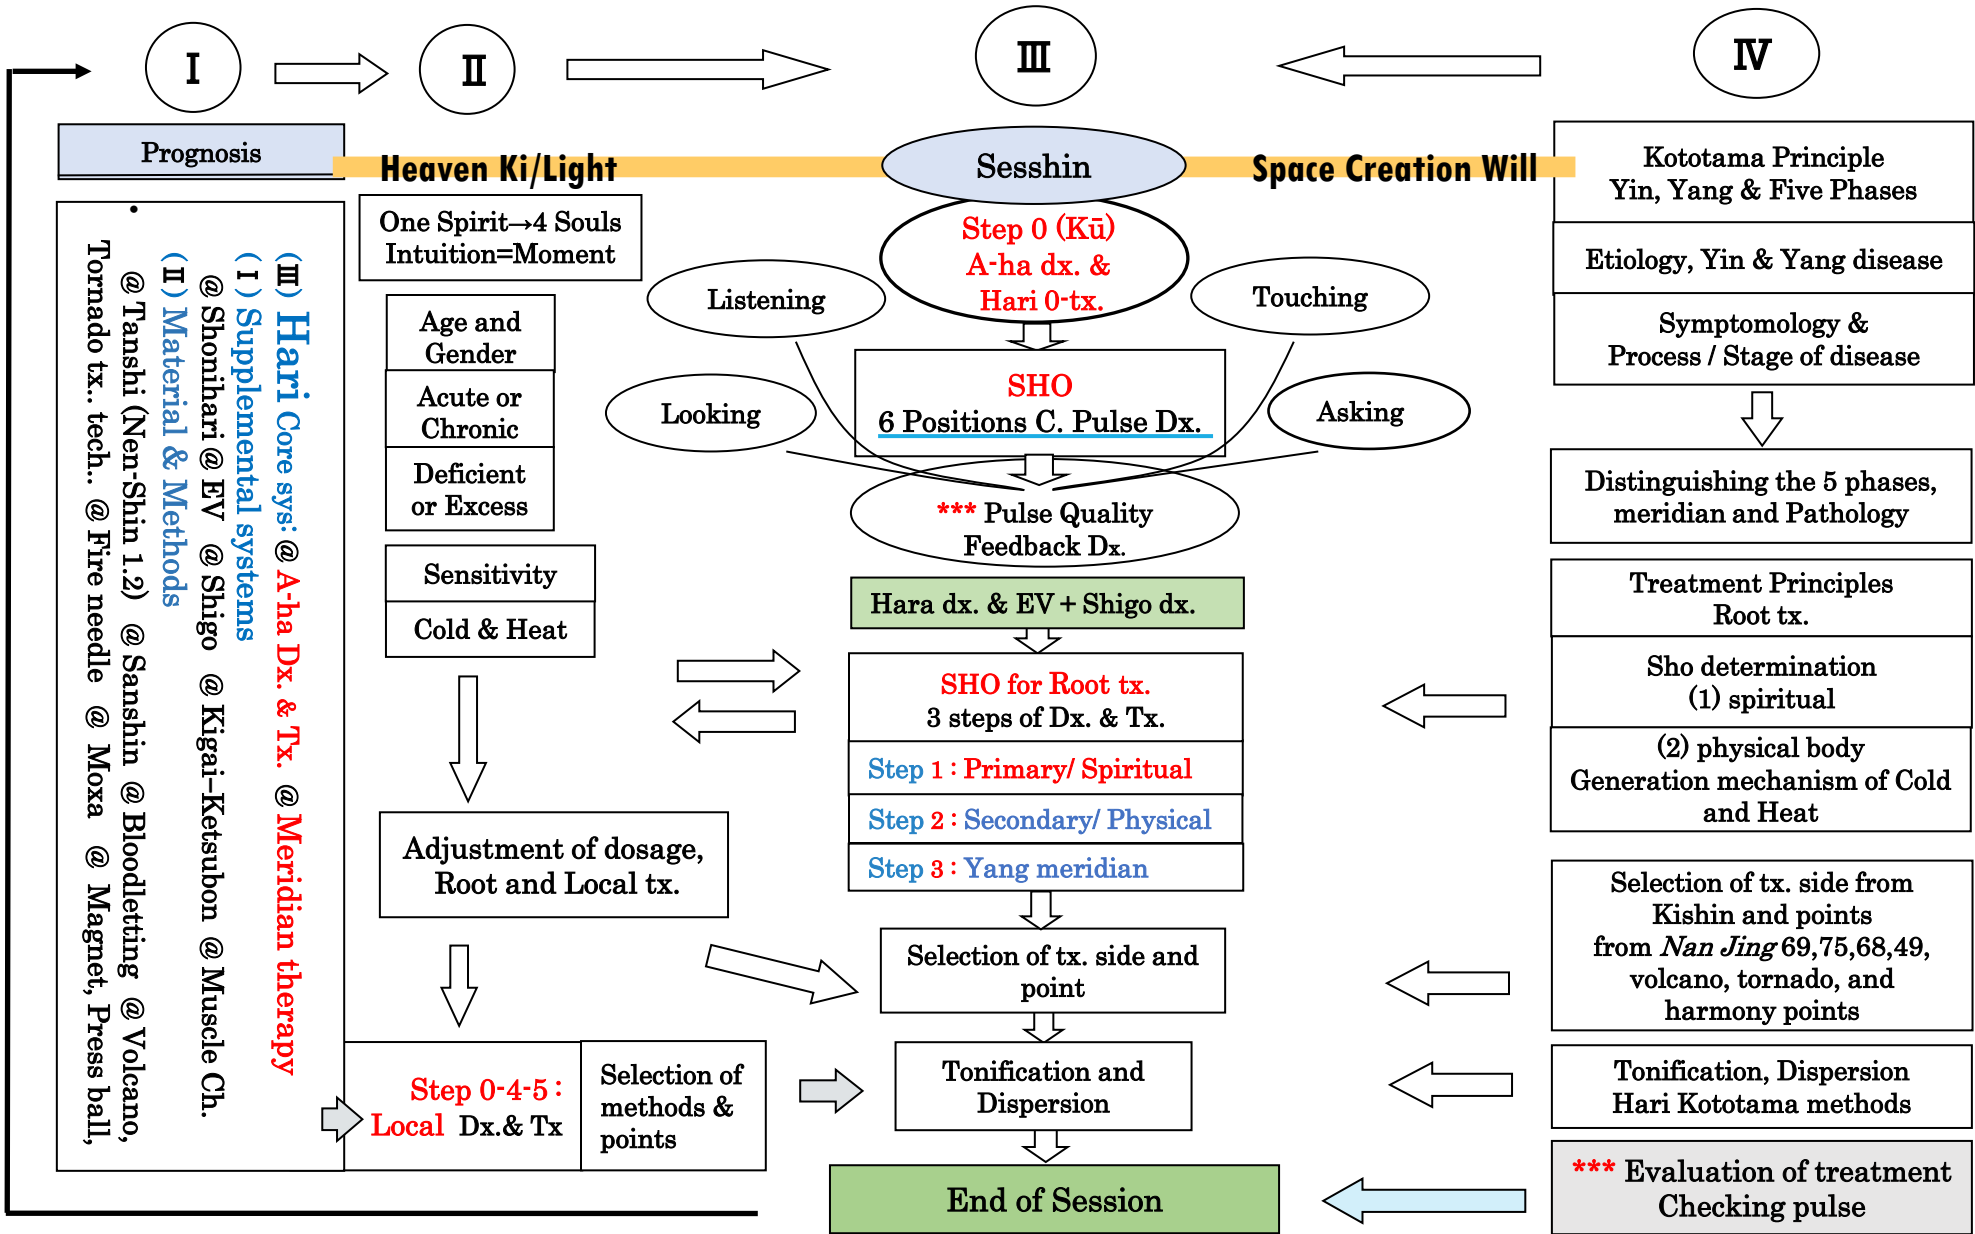 Ⅰ
Ⅱ
Ⅲ
Ⅳ
Prognosis
Heaven Ki/Light
Sesshin
Space Creation Will
(Ⅲ) Hari Core sys: @ A-ha Dx. & Tx. @ Meridian therapy
(Ⅰ) Supplemental systems
@ Shonihari @ EV @ Shigo @ Kigai–Ketsubon @ Muscle Ch.
(Ⅱ) Material & Methods
@ Tanshi (Nen-Shin 1.2) @ Sanshin @ Bloodletting @ Volcano,
Tornado tx.. tech.. @ Fire needle @ Moxa @ Magnet, Press ball,
One Spirit→4 Souls
Intuition=Moment
Age and
Gender
Acute or
Chronic
Deficient
or Excess
Sensitivity
Cold & Heat
Adjustment of dosage,
Root and Local tx.
Step 0-4-5 :
Local Dx.& Tx
Selection of
methods &
points
Step 0 (Kū)
A-ha dx. &
Hari 0-tx.
Listening
Touching
Looking
Asking
SHO
6 Positions C. Pulse Dx.
*** Pulse Quality
Feedback Dx.
Hara dx. & EV + Shigo dx.
SHO for Root tx.
3 steps of Dx. & Tx.
Step 1 : Primary/ Spiritual
Step 2 : Secondary/ Physical
Step 3 : Yang meridian
Selection of tx. side and
point
Tonification and
Dispersion
End of Session
Kototama Principle
Yin, Yang & Five Phases
Etiology, Yin & Yang disease
Symptomology &
Process / Stage of disease
Distinguishing the 5 phases,
meridian and Pathology
Treatment Principles
Root tx.
Sho determination
(1) spiritual
(2) physical body
Generation mechanism of Cold
and Heat
Selection of tx. side from
Kishin and points
from Nan Jing 69,75,68,49,
volcano, tornado, and
harmony points
Tonification, Dispersion
Hari Kototama methods
*** Evaluation of treatment
Checking pulse